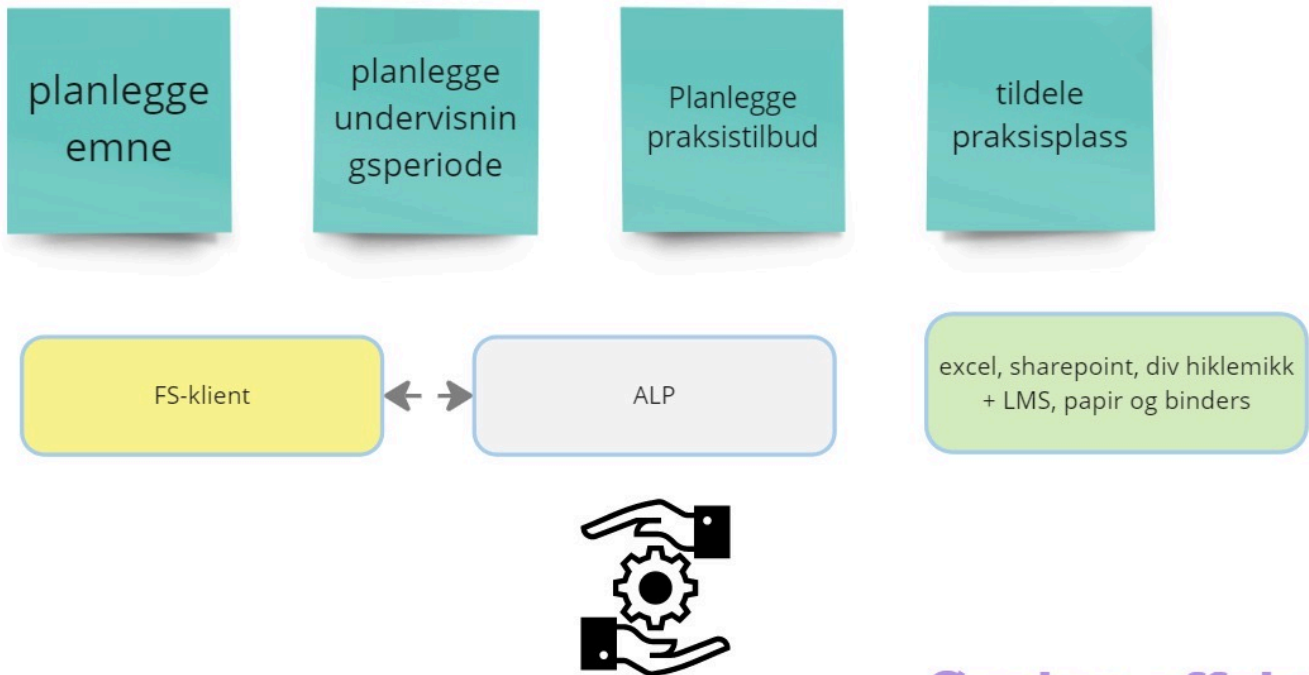 planlegge
emne
planlegge
undervisnin
gsperiode
Planlegge
praksistilbud
tildele
praksisplass
FS-klient
ALP
excel, sharepoint, div hiklemikk
+ LMS, papir og binders